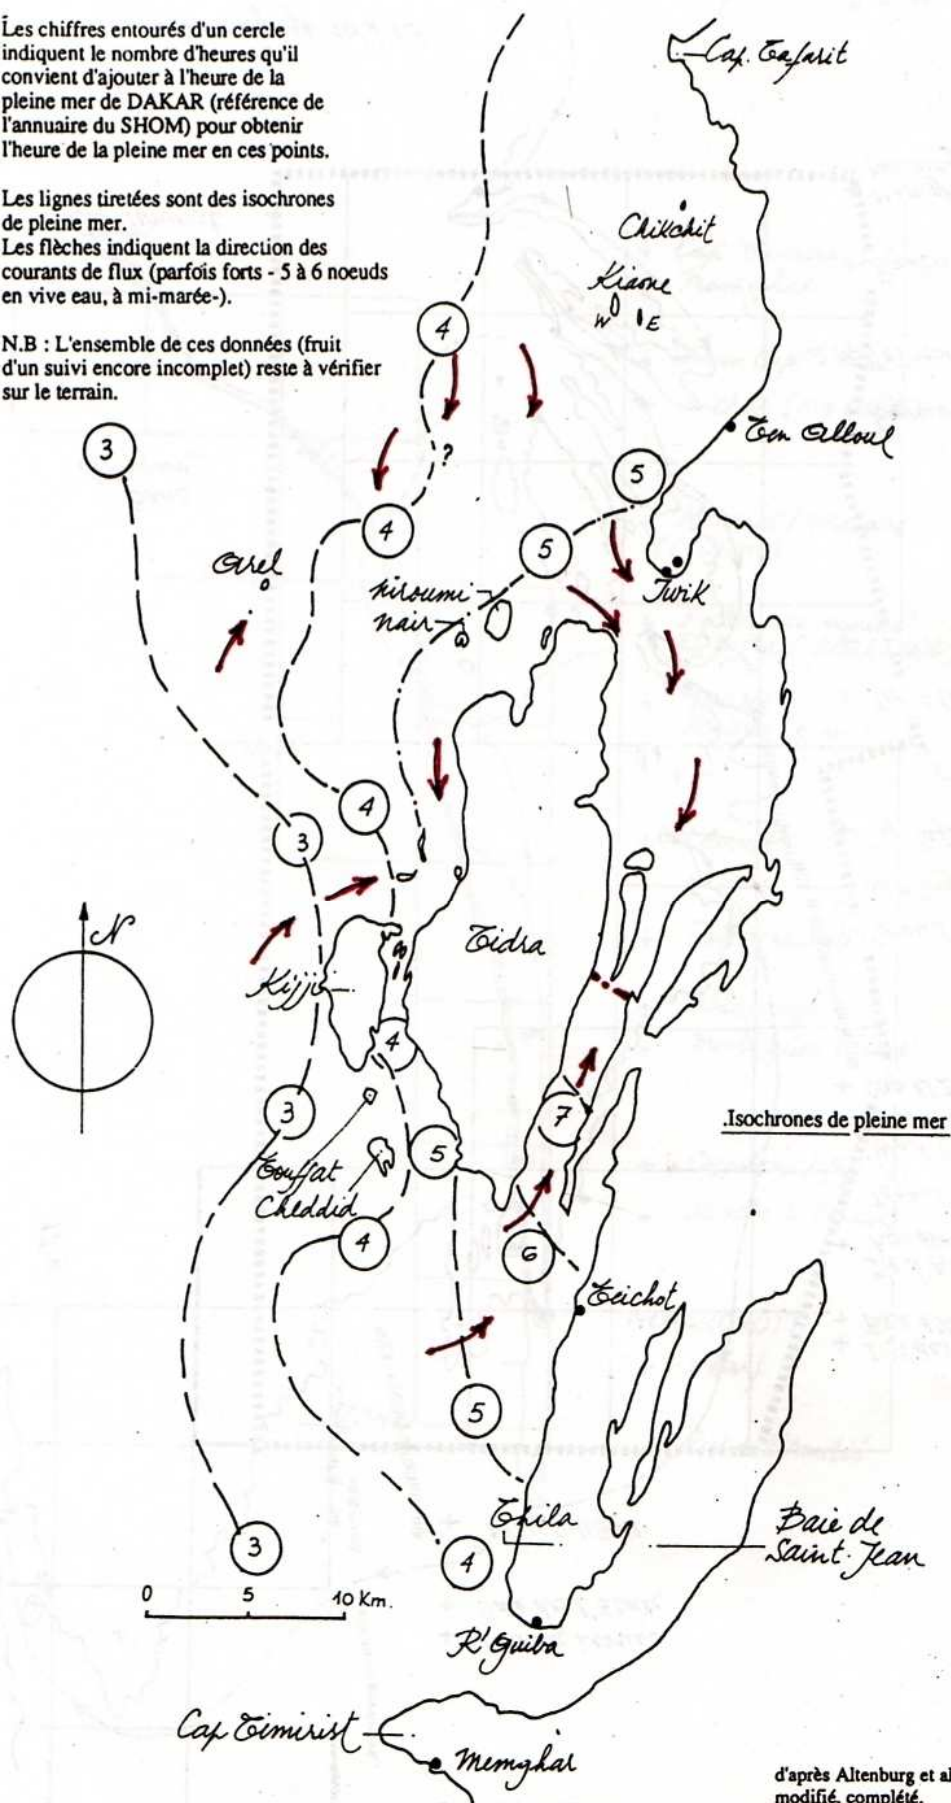 Les chiffres entourés d'un cercle
indiquent le nombre d'heures qu'il
convient d'ajouter à l'heure de la
pleine mer de DAKAR (référence de
l'annuaire du SHOM) pour obtenir
l'heure de la pleine mer en ces points.
Les lignes tiretées sont des isochrones
de pleine mer.
Les flèches indiquent la direction des
courants de flux (parfois forts - 5 à 6 noeuds
en vive eau, à mi-marée-).
N.B : L'ensemble de ces données (fruit
d'un suivi encore incomplet) reste à vérifier
sur le terrain.
Cap. Tafarit
Chikchit
Kiaone
W E
4
?
3
Ten Alloul
5
4
5
Arel
Niroumi
Nair
Iwik
4
3
N
Tidra
Kijji
4
3
7
.Isochrones de pleine mer
5
Touffat
Cheddid
4
6
Teichot
5
Thila
3
4
Baie de
Saint-Jean
0 5 10 Km.
R'Guiba
Cap Timirist
Memghar
d'après Altenburg et al
modifié, complété.